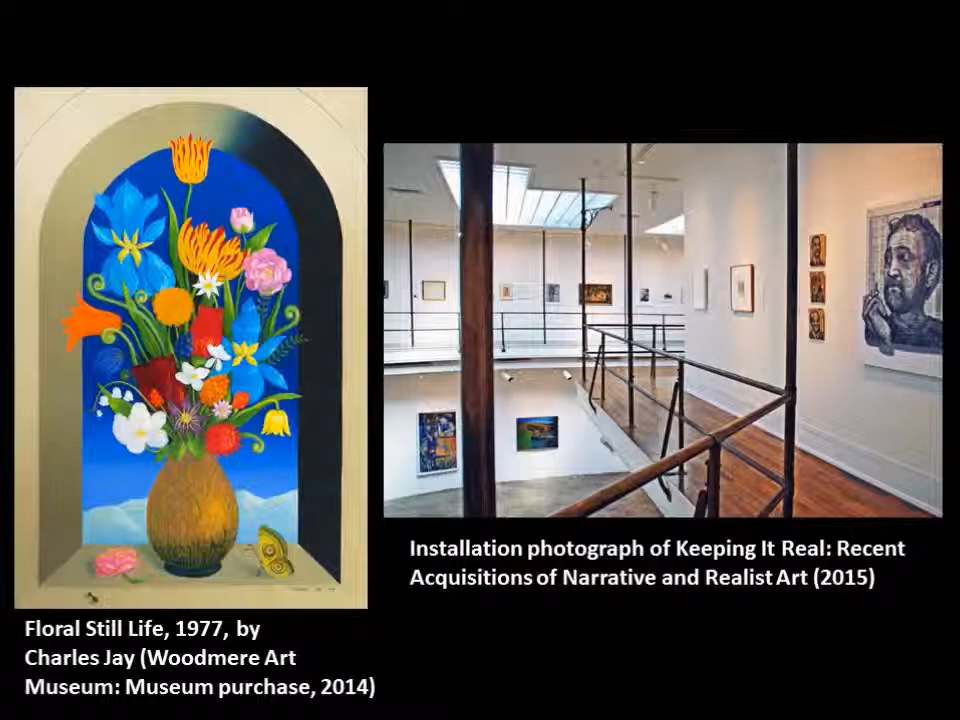 Installation photograph of Keeping It Real: Recent
Acquisitions of Narrative and Realist Art (2015)
Floral Still Life, 1977, by
Charles Jay (Woodmere Art
Museum: Museum purchase, 2014)